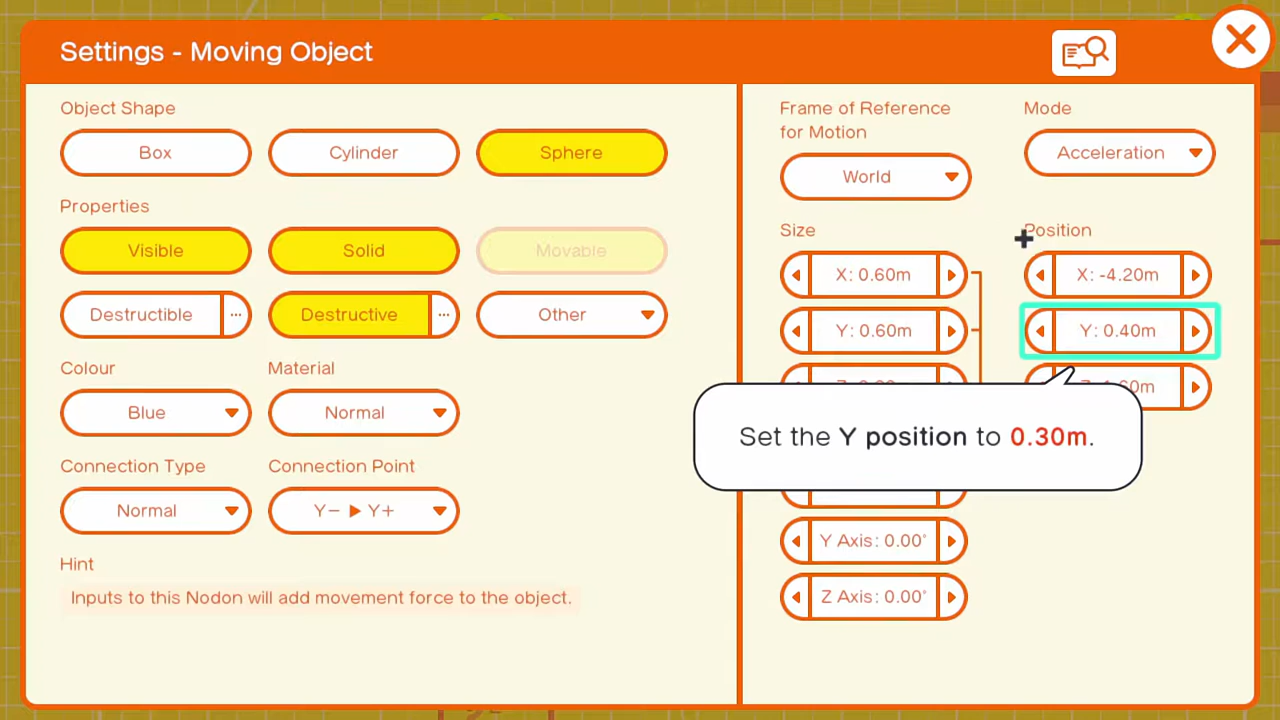 Settings - Moving Object
Object Shape
Box
Cylinder
Sphere
Properties
Visible
Solid
Movable
Destructible
...
Destructive
...
Other
Colour
Material
Blue
Normal
Connection Type
Connection Point
Normal
Y− ▶ Y+
Hint
Inputs to this Nodon will add movement force to the object.
Frame of Reference
for Motion
World
Mode
Acceleration
Size
X: 0.60m
Y: 0.60m
Position
X: -4.20m
Y: 0.40m
Set the Y position to 0.30m.
Y Axis: 0.00°
Z Axis: 0.00°